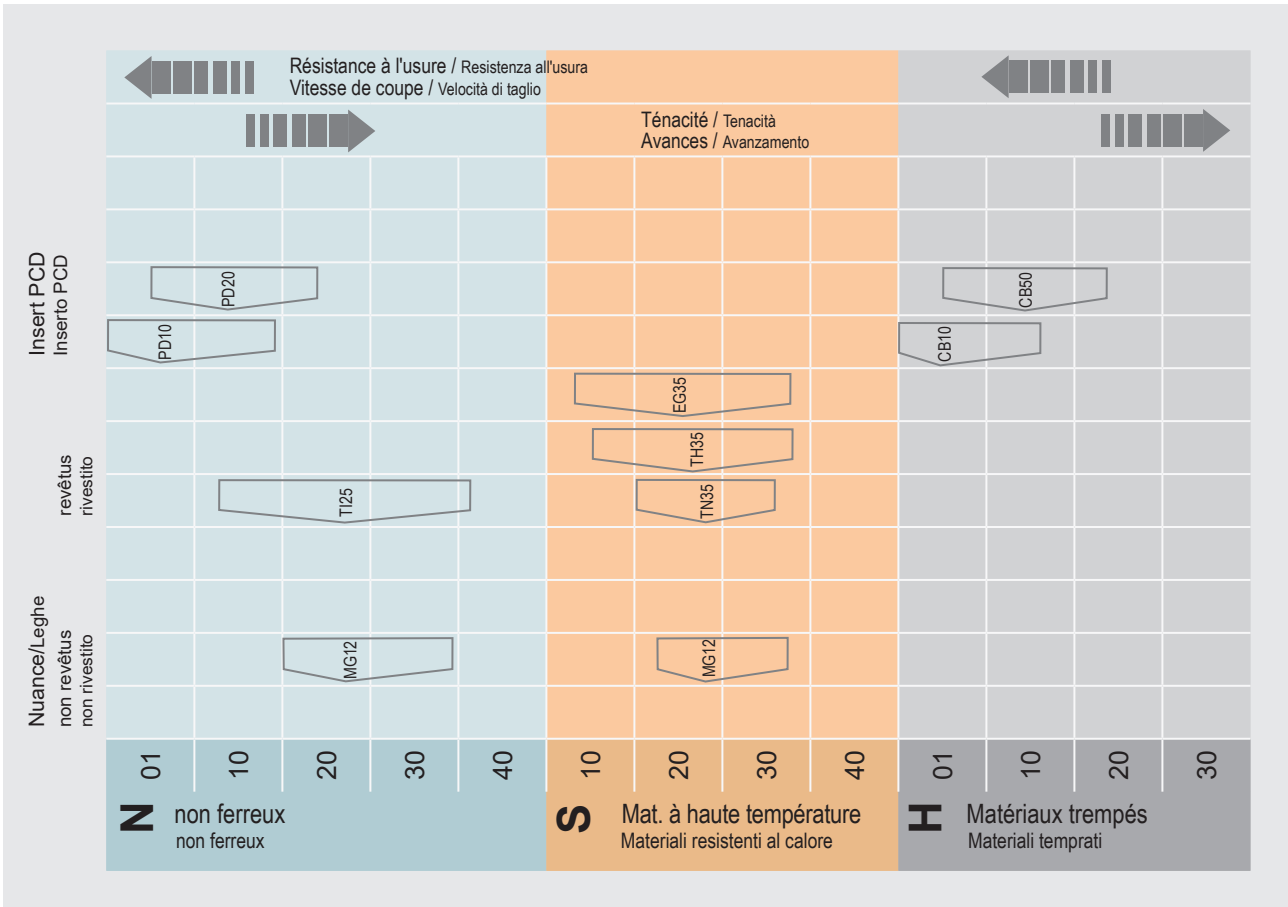 Résistance à l'usure / Resistenza all'usura
Vitesse de coupe / Velocità di taglio
Ténacité / Tenacità
Avances / Avanzamento
Insert PCD
Inserto PCD
PD20
CB50
PD10
CB10
EG35
revêtus
rivestito
TH35
TI25
TN35
Nuance/Leghe
non revêtus
non rivestito
MG12
MG12
01 10 20 30 40 10 20 30 40 01 10 20 30
N non ferreux
non ferreux
S Mat. à haute température
Materiali resistenti al calore
H Matériaux trempés
Materiali temprati